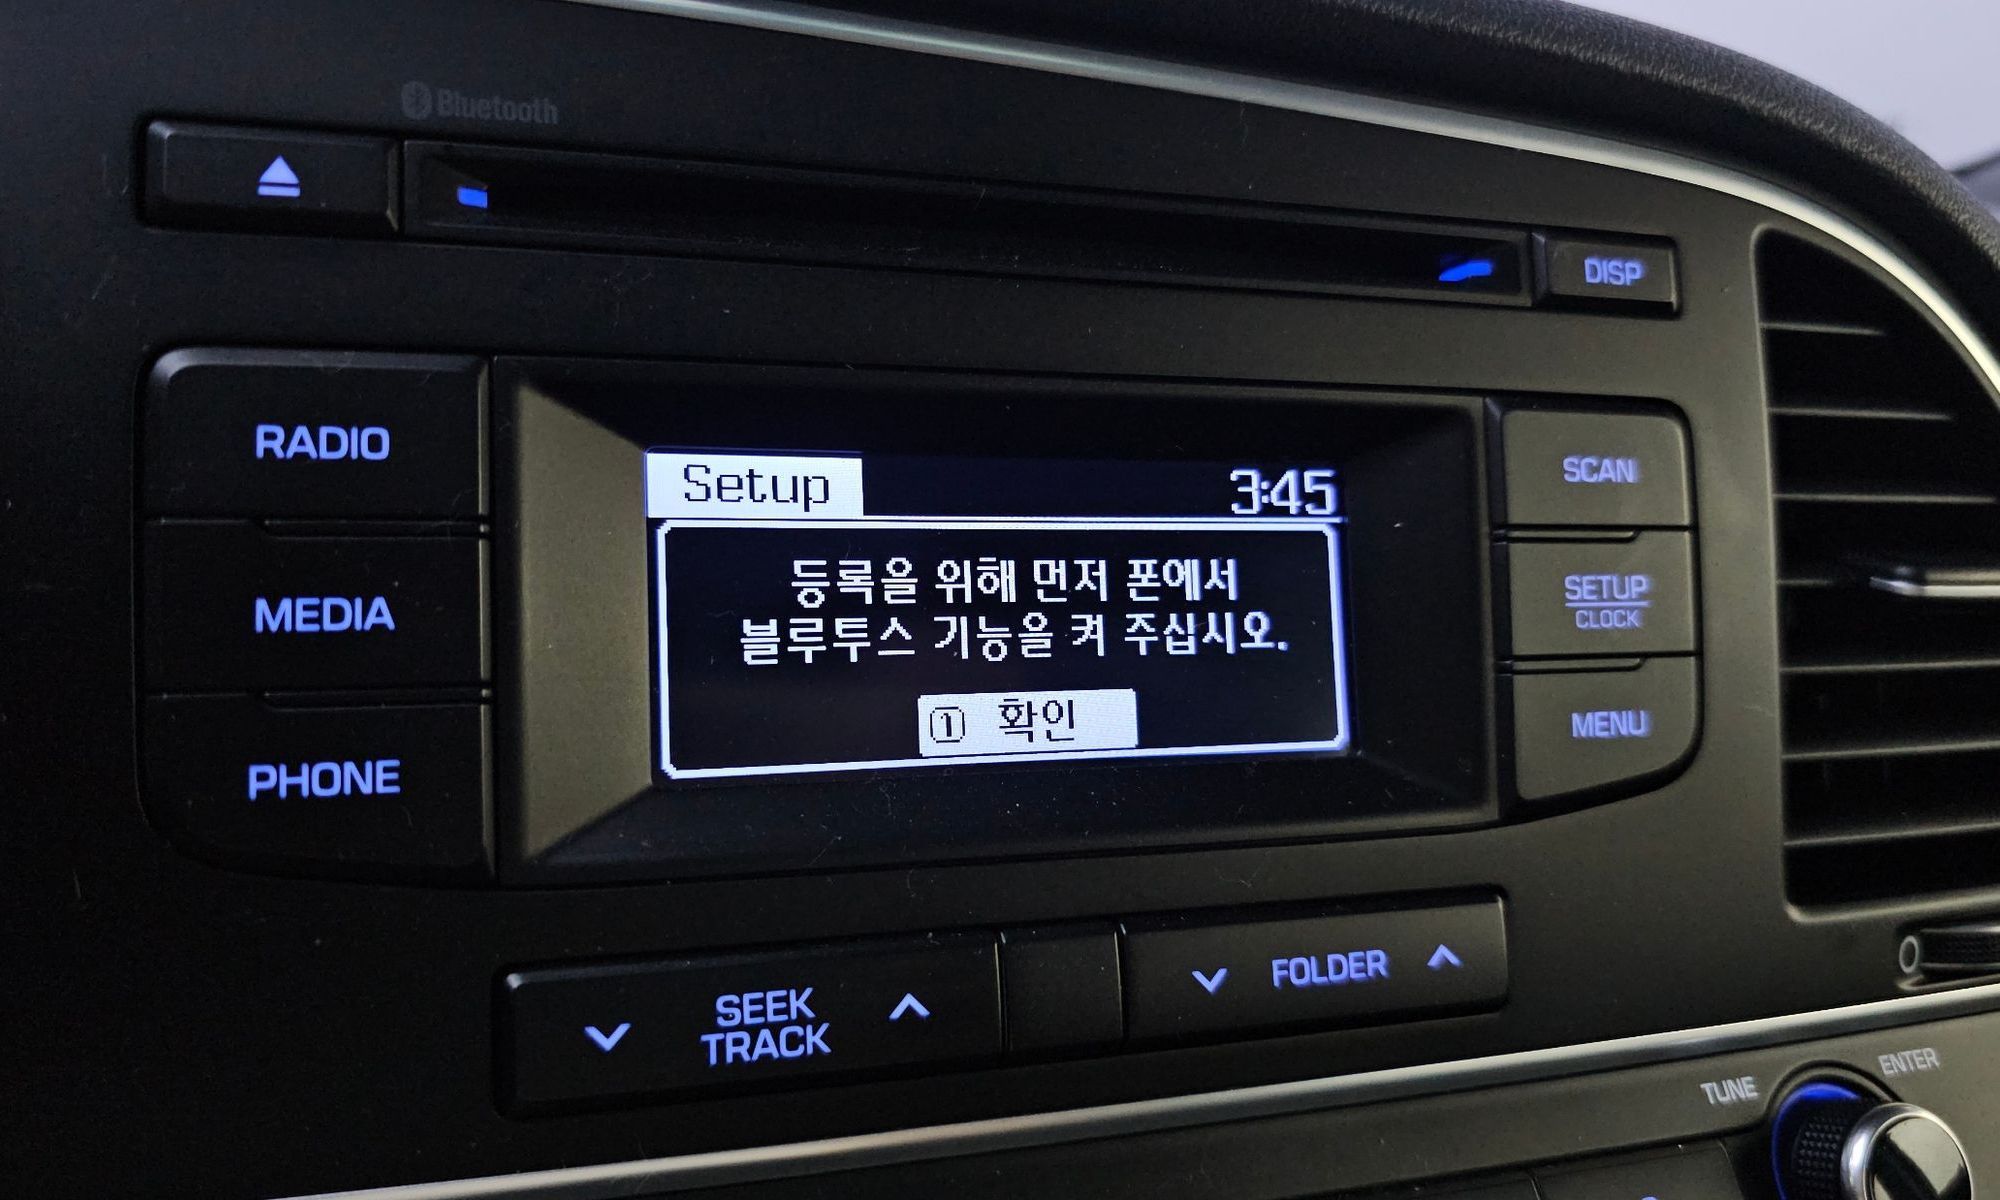 Bluetooth
DISP
RADIO
MEDIA
PHONE
Setup
3:45
등록을 위해 먼저 폰에서
블루투스 기능을 켜 주십시오.
① 확인
SCAN
SETUP
CLOCK
MENU
SEEK
TRACK
FOLDER
TUNE
ENTER